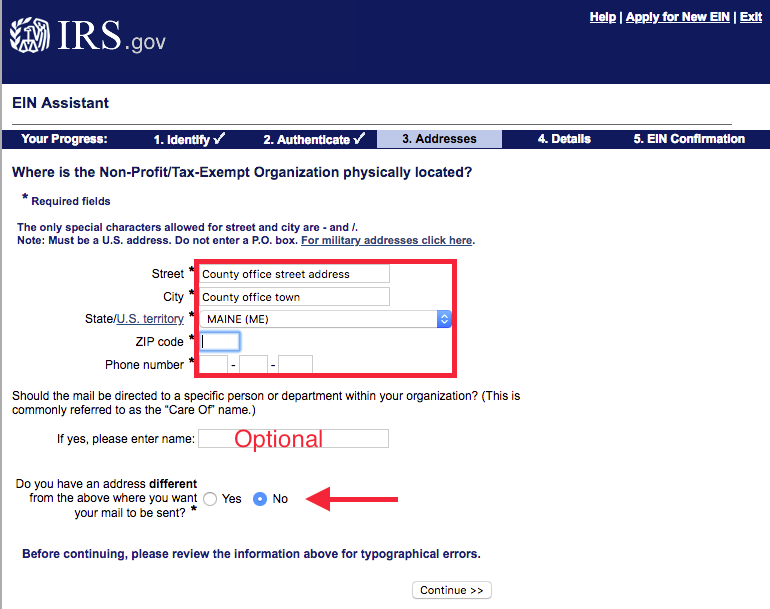 Help | Apply for New EIN | Exit
IRS.gov
EIN Assistant
Your Progress: 1. Identify ✓ 2. Authenticate ✓ 3. Addresses 4. Details 5. EIN Confirmation
Where is the Non-Profit/Tax-Exempt Organization physically located?
* Required fields
The only special characters allowed for street and city are - and /.
Note: Must be a U.S. address. Do not enter a P.O. box. For military addresses click here.
Street * County office street address
City * County office town
State/U.S. territory * MAINE (ME)
ZIP code *
Phone number * - -
Should the mail be directed to a specific person or department within your organization? (This is
commonly referred to as the "Care Of" name.)
If yes, please enter name: Optional
Do you have an address different
from the above where you want Yes No
your mail to be sent? *
Before continuing, please review the information above for typographical errors.
Continue >>